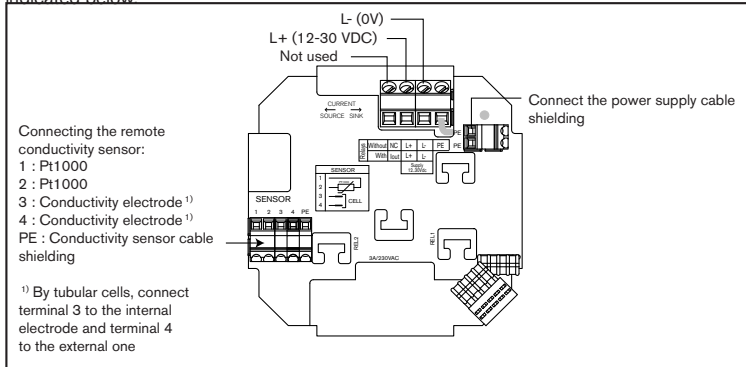 L- (0V)
L+ (12-30 VDC)
Not used
CURRENT
SOURCE SINK
PE
PE
Connect the power supply cable
shielding
Relays Without NC L+ L- PE
With Iout L+ L-
Supply
12..30Vdc
Connecting the remote
conductivity sensor:
1 : Pt1000
2 : Pt1000
3 : Conductivity electrode ¹⁾
4 : Conductivity electrode ¹⁾
PE : Conductivity sensor cable
shielding
SENSOR
1
2
3
4
CELL
SENSOR
1 2 3 4 PE
REL2
REL1
3A/230VAC
¹⁾ By tubular cells, connect
terminal 3 to the internal
electrode and terminal 4
to the external one